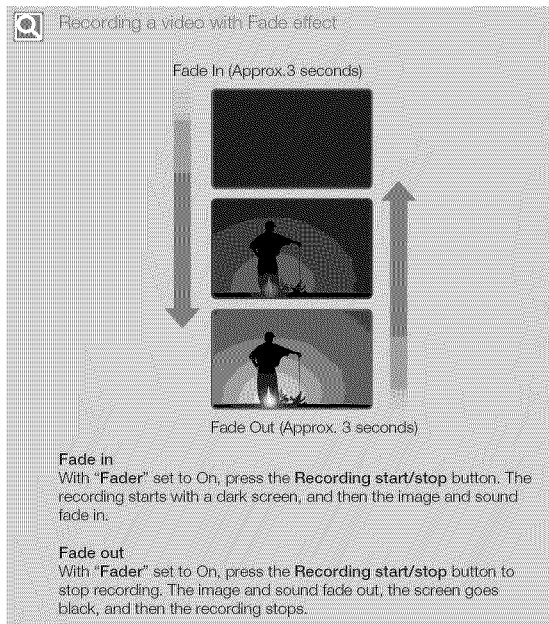 Recording a video with Fade effect
Fade In (Approx.3 seconds)
Fade Out (Approx. 3 seconds)
Fade in
With “Fader” set to On, press the Recording start/stop button. The
recording starts with a dark screen, and then the image and sound
fade in.
Fade out
With “Fader” set to On, press the Recording start/stop button to
stop recording. The image and sound fade out, the screen goes
black, and then the recording stops.